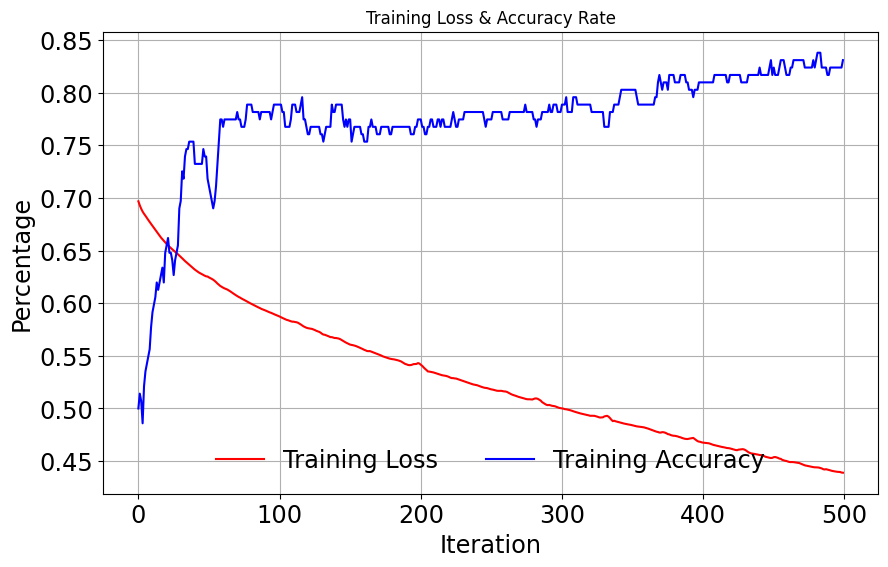 Training Loss & Accuracy Rate
0.85
0.80
0.75
0.70
0.65
0.60
0.55
0.50
0.45
Percentage
Training Loss Training Accuracy
0 100 200 300 400 500
Iteration